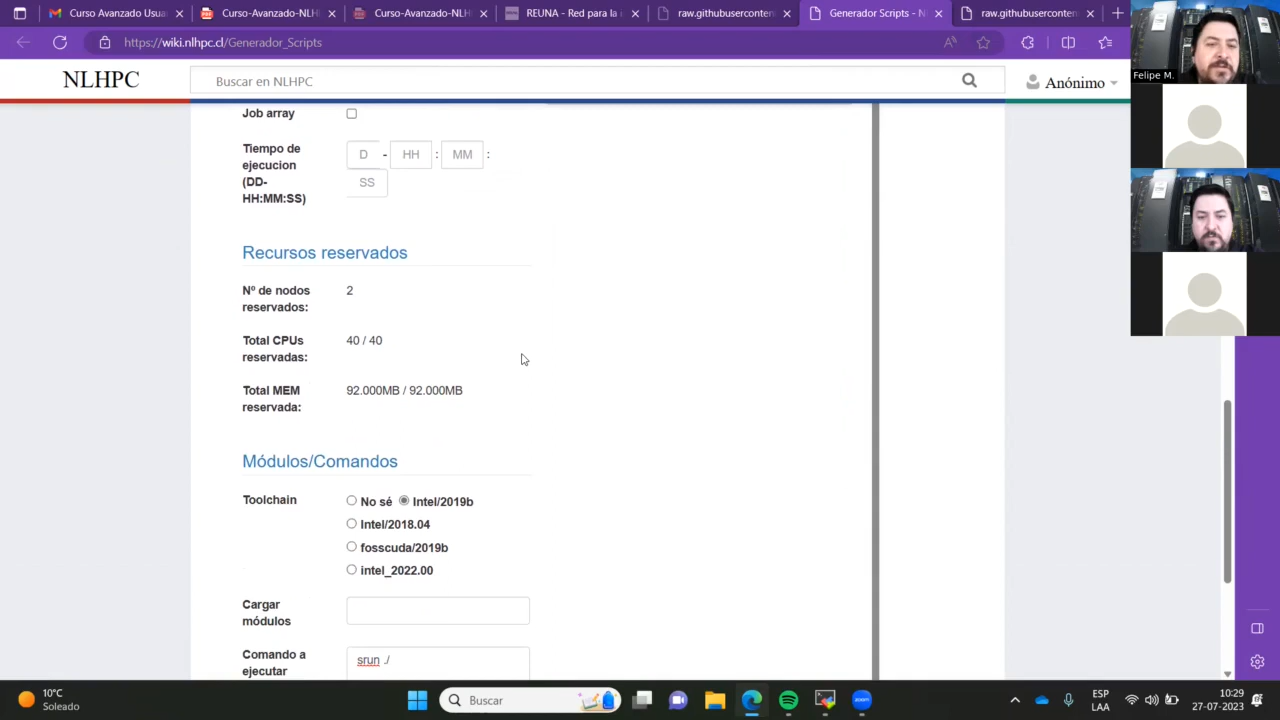 Curso Avanzado Usua
Curso-Avanzado-NLH
Curso-Avanzado-NLH
REUNA - Red para la
raw.githubuserconten
Generador Scripts - N
raw.githubuserconten
https://wiki.nlhpc.cl/Generador_Scripts
Felipe M.
NLHPC
Buscar en NLHPC
Anónimo
Job array
Tiempo de
ejecucion
(DD-
HH:MM:SS)
D - HH : MM :
SS
Recursos reservados
Nº de nodos
reservados:
2
Total CPUs
reservadas:
40 / 40
Total MEM
reservada:
92.000MB / 92.000MB
Módulos/Comandos
Toolchain
No sé Intel/2019b
Intel/2018.04
fosscuda/2019b
intel_2022.00
Cargar
módulos
Comando a
ejecutar
srun ./
10°C
Soleado
Buscar
zoom
ESP
LAA
10:29
27-07-2023